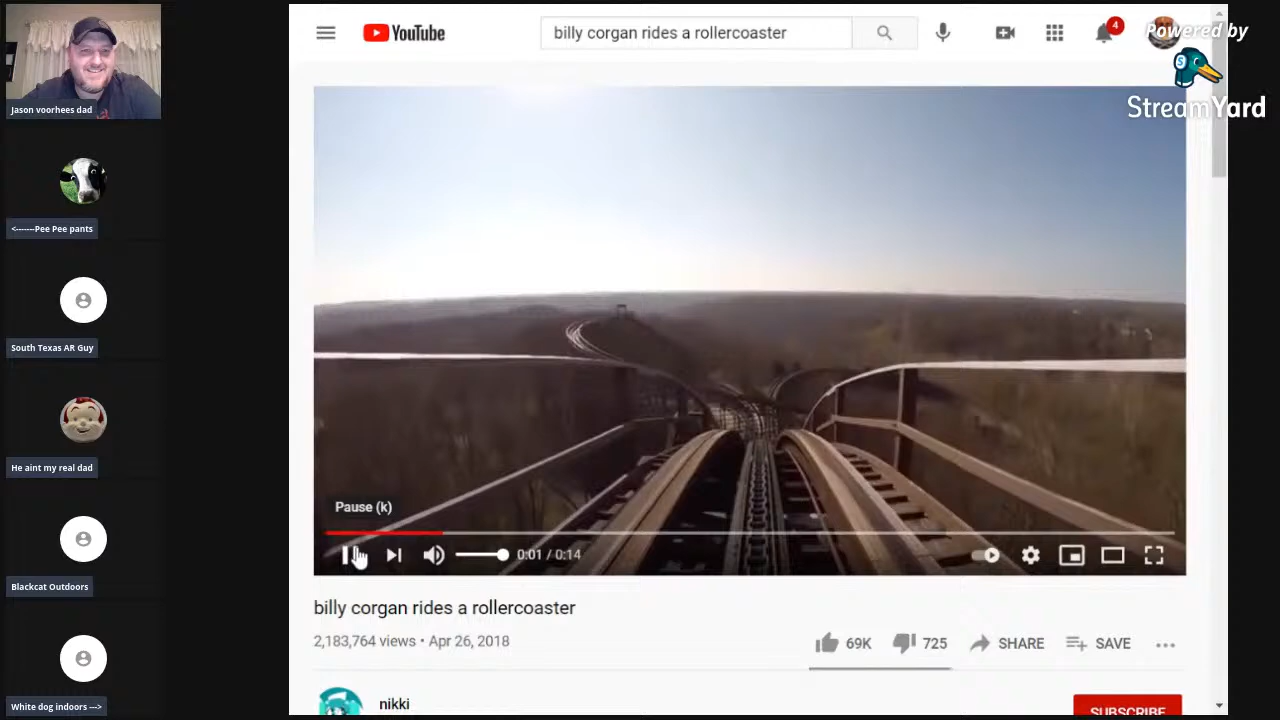 Jason voorhees dad
<-------Pee Pee pants
South Texas AR Guy
He aint my real dad
Blackcat Outdoors
White dog indoors --->
YouTube
billy corgan rides a rollercoaster
4
Powered by
S
StreamYard
Pause (k)
0:01 / 0:14
billy corgan rides a rollercoaster
2,183,764 views • Apr 26, 2018
69K
725
SHARE
SAVE
nikki
SUBSCRIBE